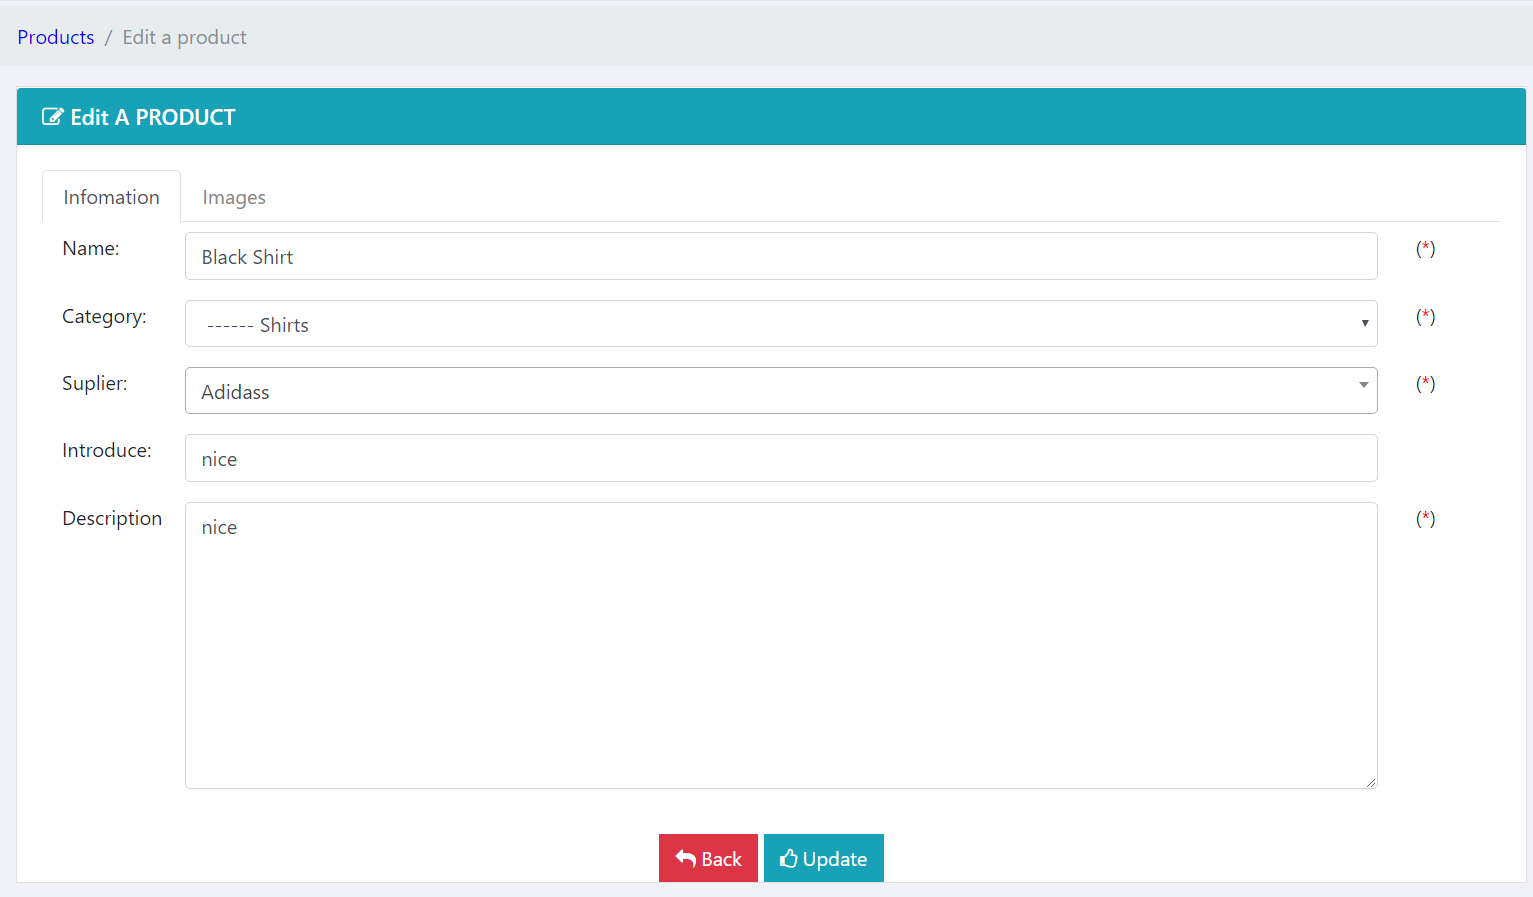 Products / Edit a product
Edit A PRODUCT
Infomation Images
Name: Black Shirt (*)
Category: ------ Shirts (*)
Suplier: Adidass (*)
Introduce: nice
Description nice (*)
Back Update